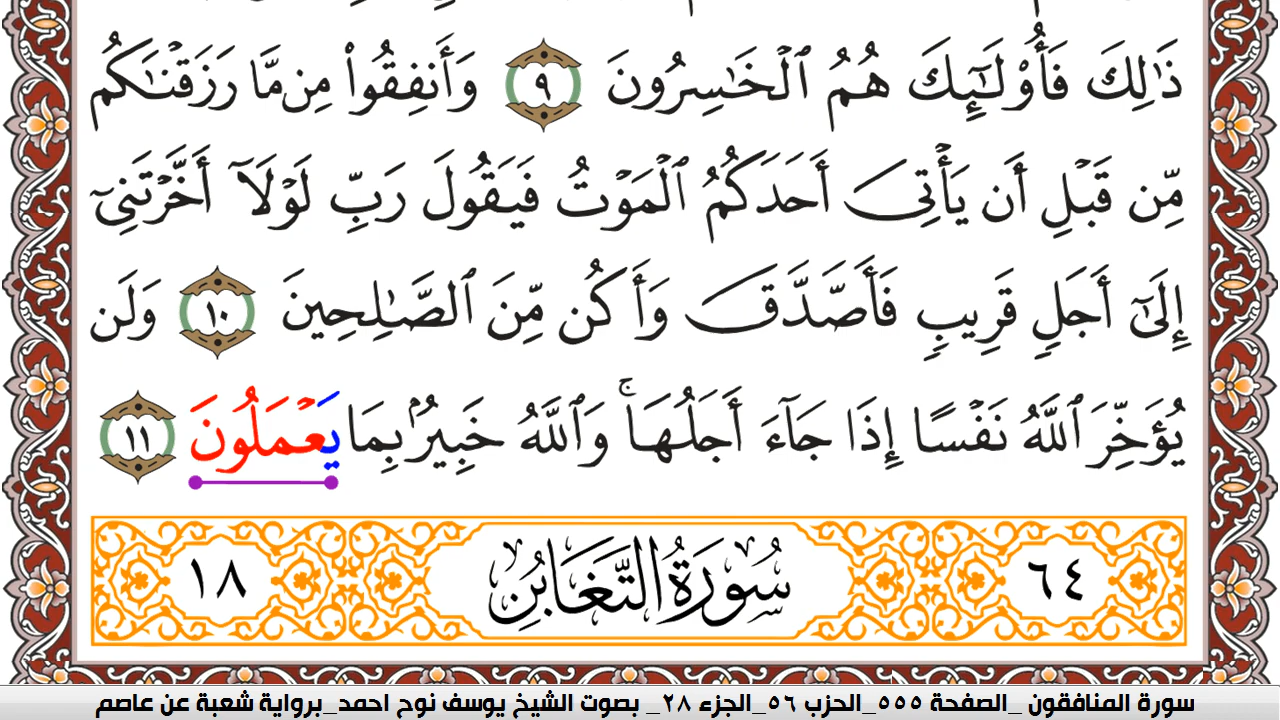 ذَٰلِكَ فَأُوْلَـٰٓئِكَ هُمُ ٱلْخَـٰسِرُونَ ٩ وَأَنفِقُوا۟ مِن مَّا رَزَقْنَـٰكُم
مِّن قَبْلِ أَن يَأْتِىَ أَحَدَكُمُ ٱلْمَوْتُ فَيَقُولَ رَبِّ لَوْلَآ أَخَّرْتَنِىٓ
إِلَىٰٓ أَجَلٍ قَرِيبٍ فَأَصَّدَّقَ وَأَكُن مِّنَ ٱلصَّـٰلِحِينَ ١٠ وَلَن
يُؤَخِّرَ ٱللَّهُ نَفْسًا إِذَا جَآءَ أَجَلُهَاۚ وَٱللَّهُ خَبِيرُۢ بِمَا يَعْمَلُونَ ١١
٦٤ سُورَةُ التَّغَابُنِ ١٨
سورة المنافقون _الصفحة ٥٥٥_الحزب ٥٦_الجزء ٢٨_ بصوت الشيخ يوسف نوح احمد_برواية شعبة عن عاصم